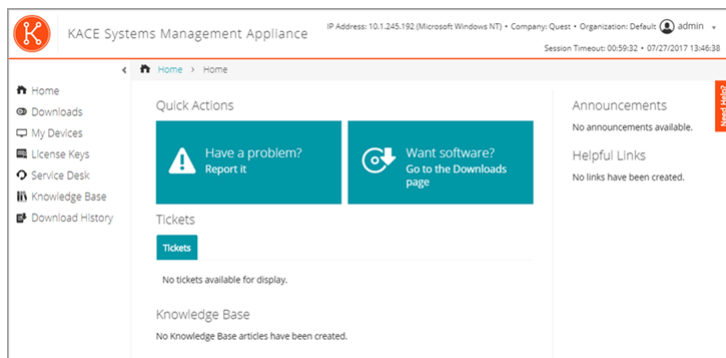 KACE Systems Management Appliance
IP Address: 10.1.245.192 (Microsoft Windows NT) • Company: Quest • Organization: Default admin
Session Timeout: 00:59:32 • 07/27/2017 13:46:38
Home › Home
Home
Downloads
My Devices
License Keys
Service Desk
Knowledge Base
Download History
Quick Actions
Have a problem?
Report it
Want software?
Go to the Downloads
page
Tickets
Tickets
No tickets available for display.
Knowledge Base
No Knowledge Base articles have been created.
Announcements
No announcements available.
Helpful Links
No links have been created.
Need Help?